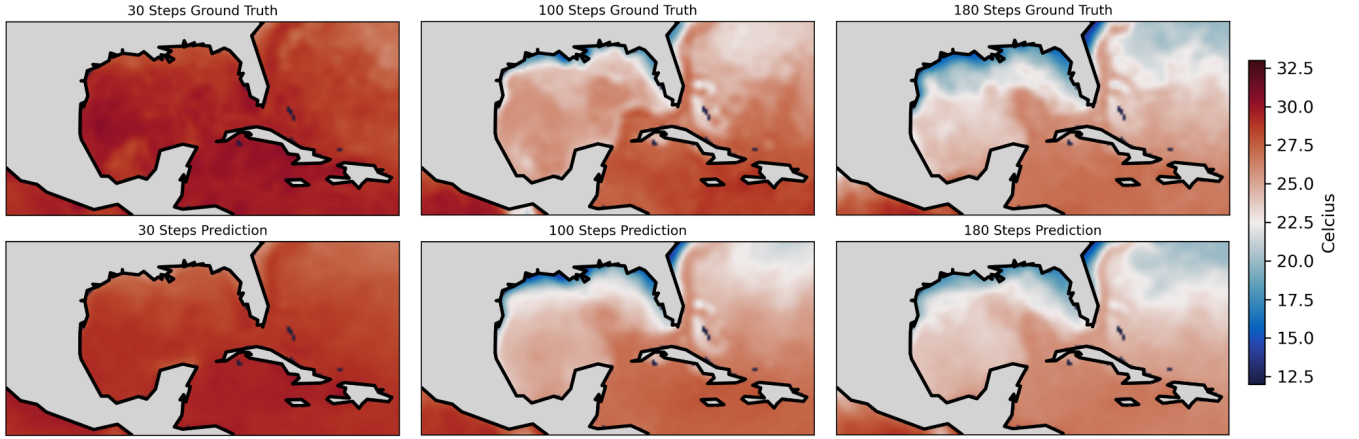 30 Steps Ground Truth
100 Steps Ground Truth
180 Steps Ground Truth
30 Steps Prediction
100 Steps Prediction
180 Steps Prediction
32.5
30.0
27.5
25.0
22.5
20.0
17.5
15.0
12.5
Celcius